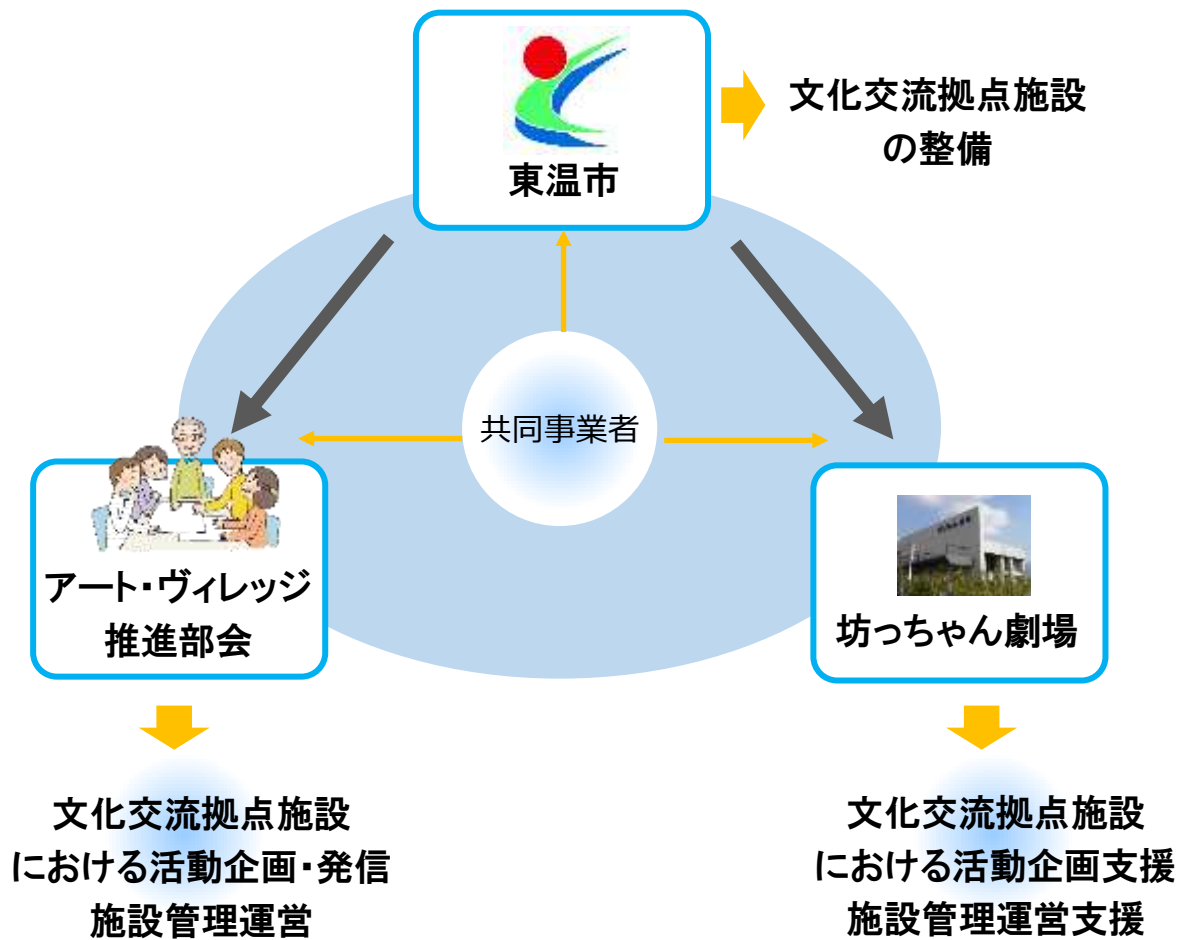 東温市
文化交流拠点施設
の整備
共同事業者
アート・ヴィレッジ
推進部会
坊っちゃん劇場
文化交流拠点施設
における活動企画・発信
施設管理運営
文化交流拠点施設
における活動企画支援
施設管理運営支援